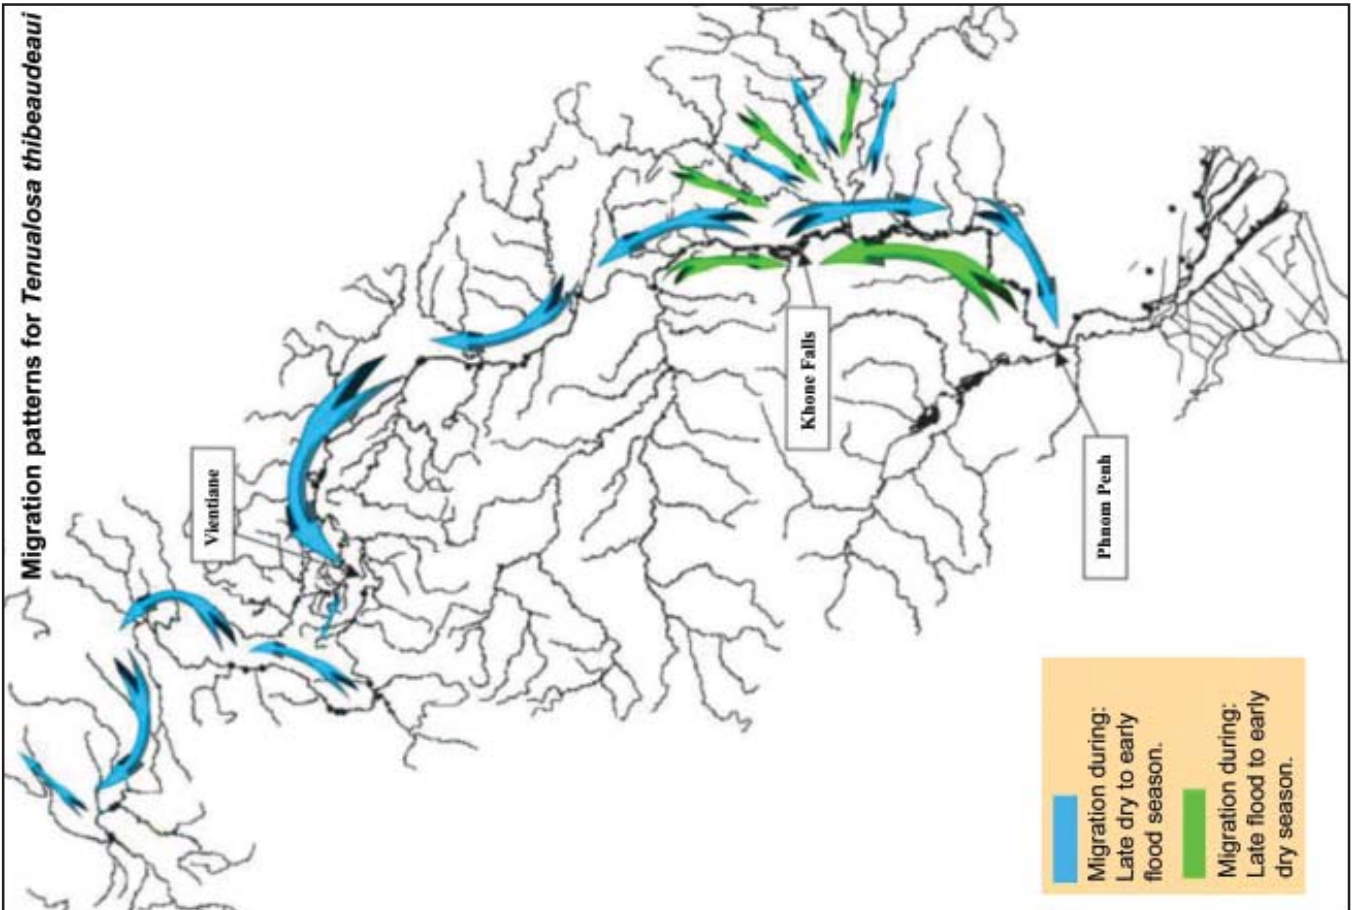 Migration patterns for Tenualosa thibeaudeaui
Vientiane
Khone Falls
Phnom Penh
Migration during:
Late dry to early
flood season.
Migration during:
Late flood to early
dry season.